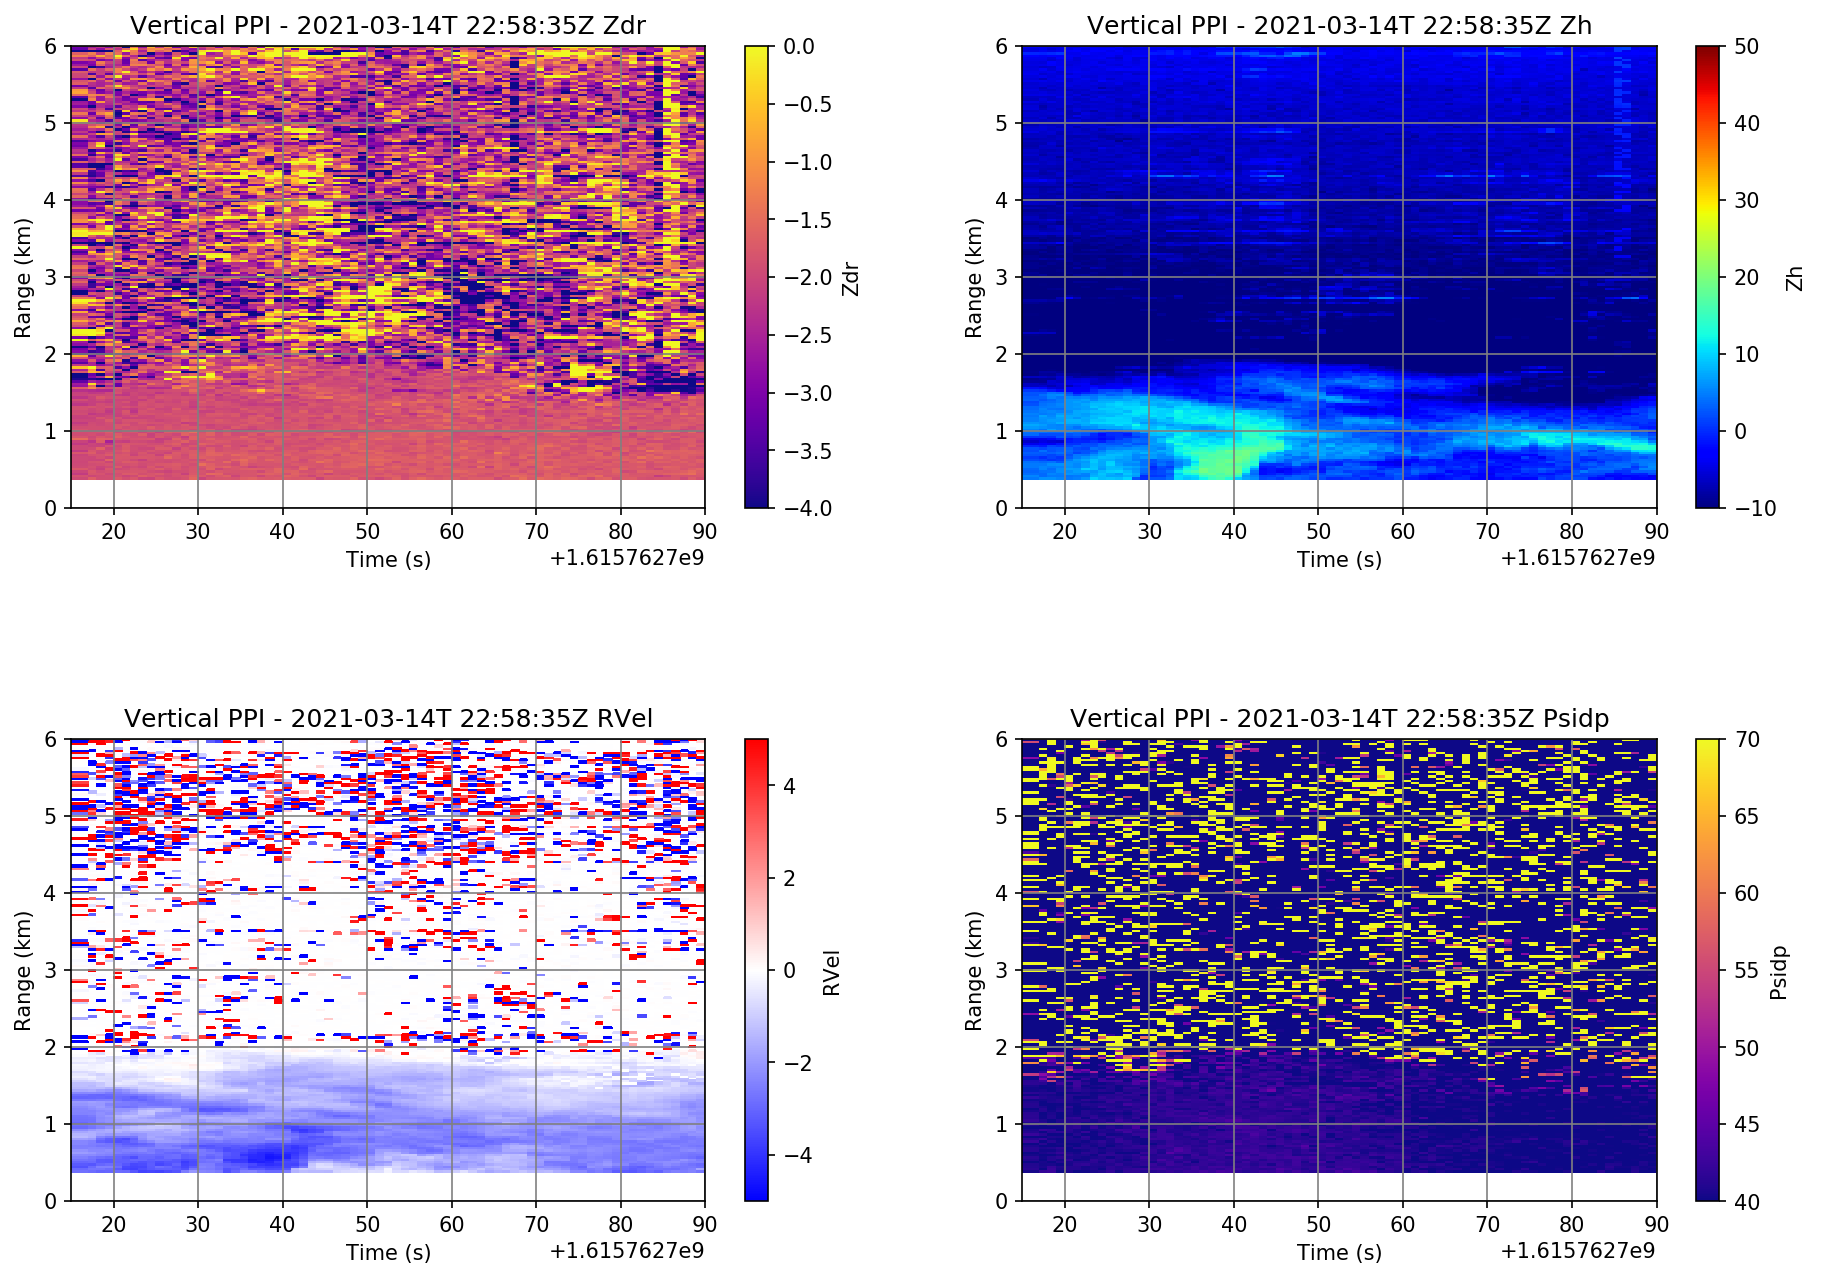 Vertical PPI - 2021-03-14T 22:58:35Z Zdr
6
5
4
3
2
1
0
Range (km)
20 30 40 50 60 70 80 90
Time (s)
+1.6157627e9
0.0
−0.5
−1.0
−1.5
−2.0
−2.5
−3.0
−3.5
−4.0
Zdr
Vertical PPI - 2021-03-14T 22:58:35Z Zh
6
5
4
3
2
1
0
Range (km)
20 30 40 50 60 70 80 90
Time (s)
+1.6157627e9
50
40
30
20
10
0
−10
Zh
Vertical PPI - 2021-03-14T 22:58:35Z RVel
6
5
4
3
2
1
0
Range (km)
20 30 40 50 60 70 80 90
Time (s)
+1.6157627e9
4
2
0
−2
−4
RVel
Vertical PPI - 2021-03-14T 22:58:35Z Psidp
6
5
4
3
2
1
0
Range (km)
20 30 40 50 60 70 80 90
Time (s)
+1.6157627e9
70
65
60
55
50
45
40
Psidp